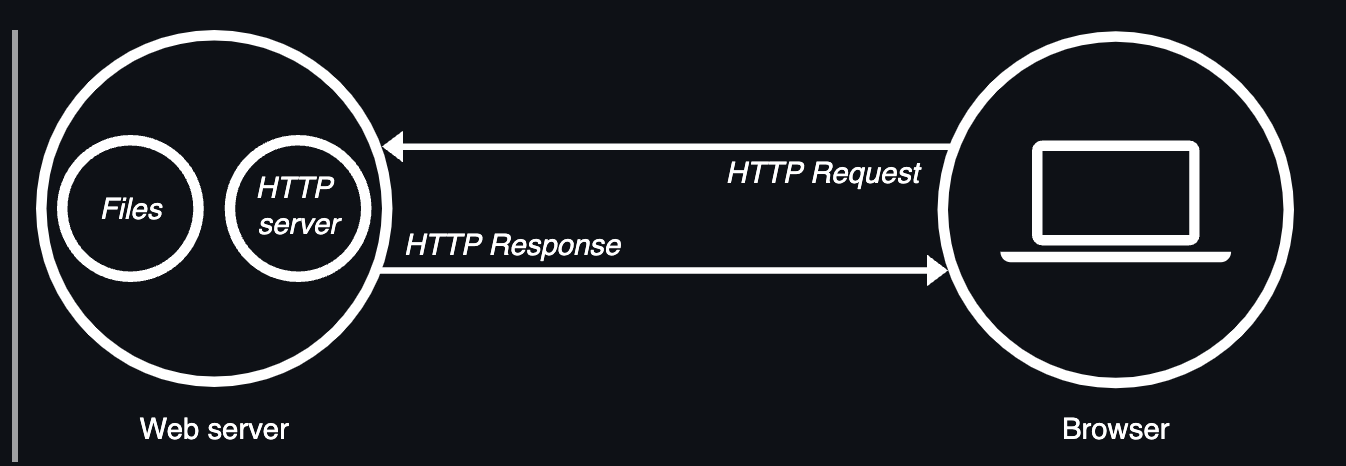 Files
HTTP
server
HTTP Request
HTTP Response
Web server
Browser